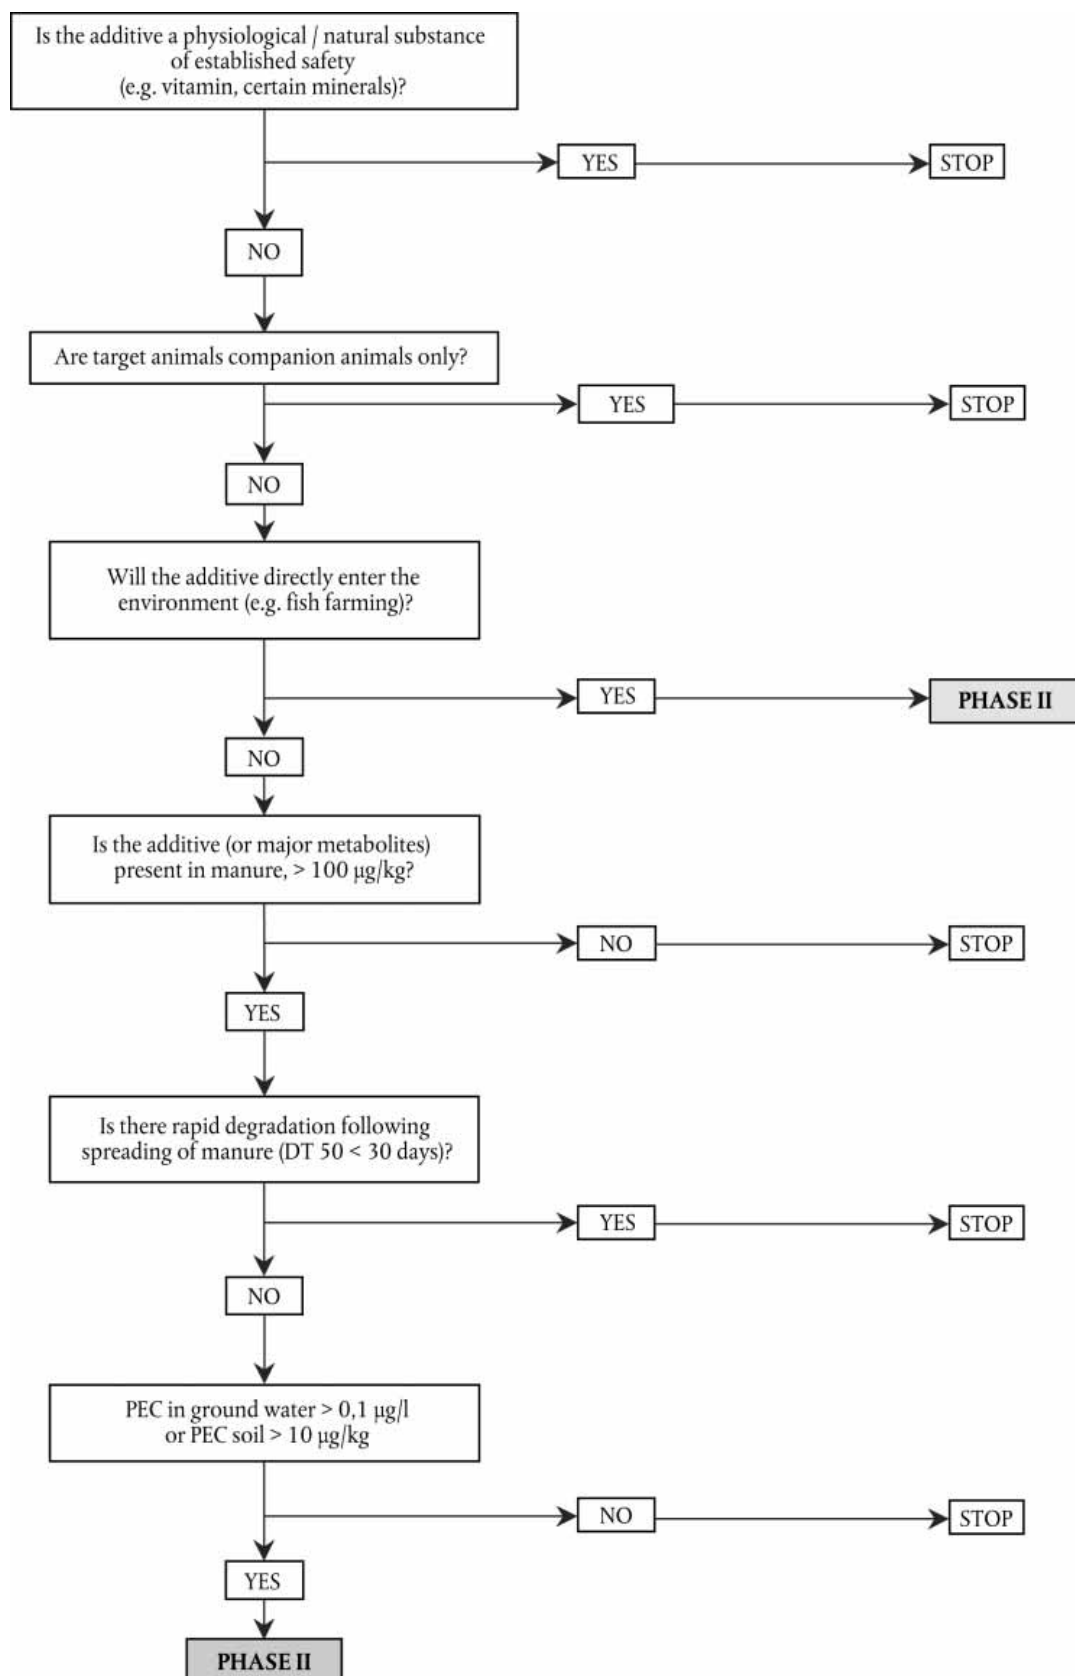 Is the additive a physiological / natural substance
of established safety
(e.g. vitamin, certain minerals)?
YES
STOP
NO
Are target animals companion animals only?
YES
STOP
NO
Will the additive directly enter the
environment (e.g. fish farming)?
YES
PHASE II
NO
Is the additive (or major metabolites)
present in manure, > 100 µg/kg?
NO
STOP
YES
Is there rapid degradation following
spreading of manure (DT 50 < 30 days)?
YES
STOP
NO
PEC in ground water > 0,1 µg/l
or PEC soil > 10 µg/kg
NO
STOP
YES
PHASE II